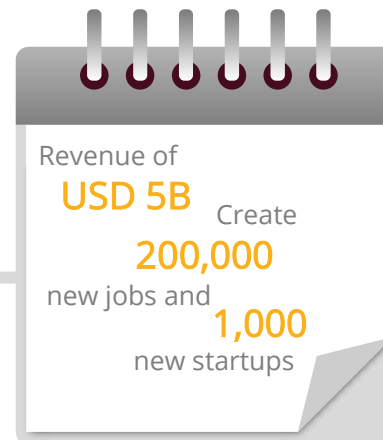 Revenue of
USD 5B
Create
200,000
new jobs and
1,000
new startups